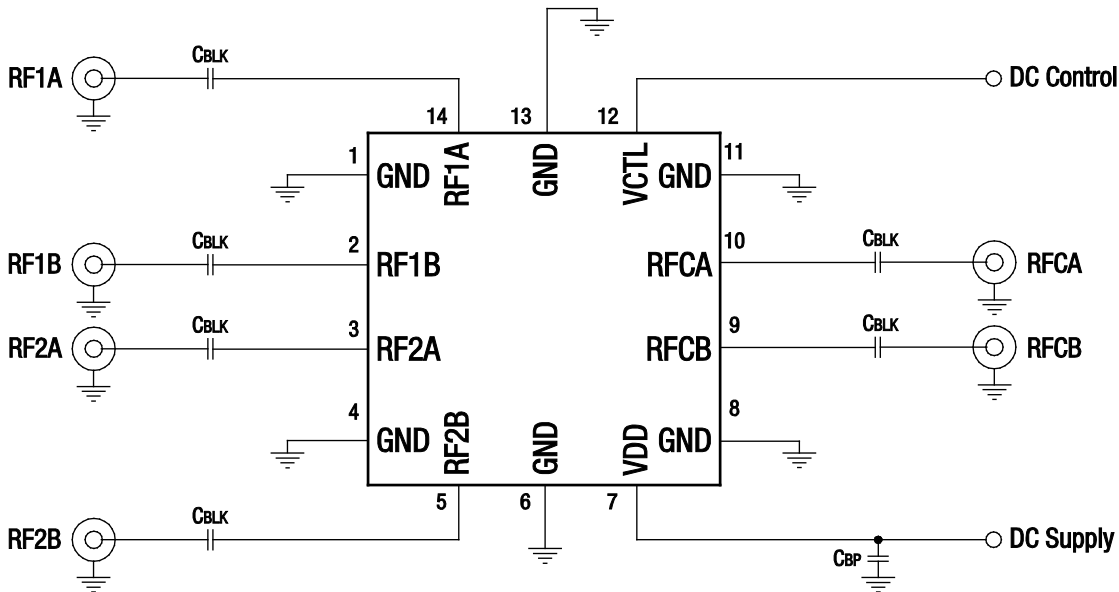 CBLK
RF1A
DC Control
14
13
12
1
GND
RF1A
GND
VCTL
GND
11
RF1B
CBLK
2
RF1B
RFCA
10
CBLK
RFCA
RF2A
CBLK
3
RF2A
RFCB
9
CBLK
RFCB
4
GND
RF2B
GND
VDD
GND
8
5
6
7
RF2B
CBLK
DC Supply
CBP